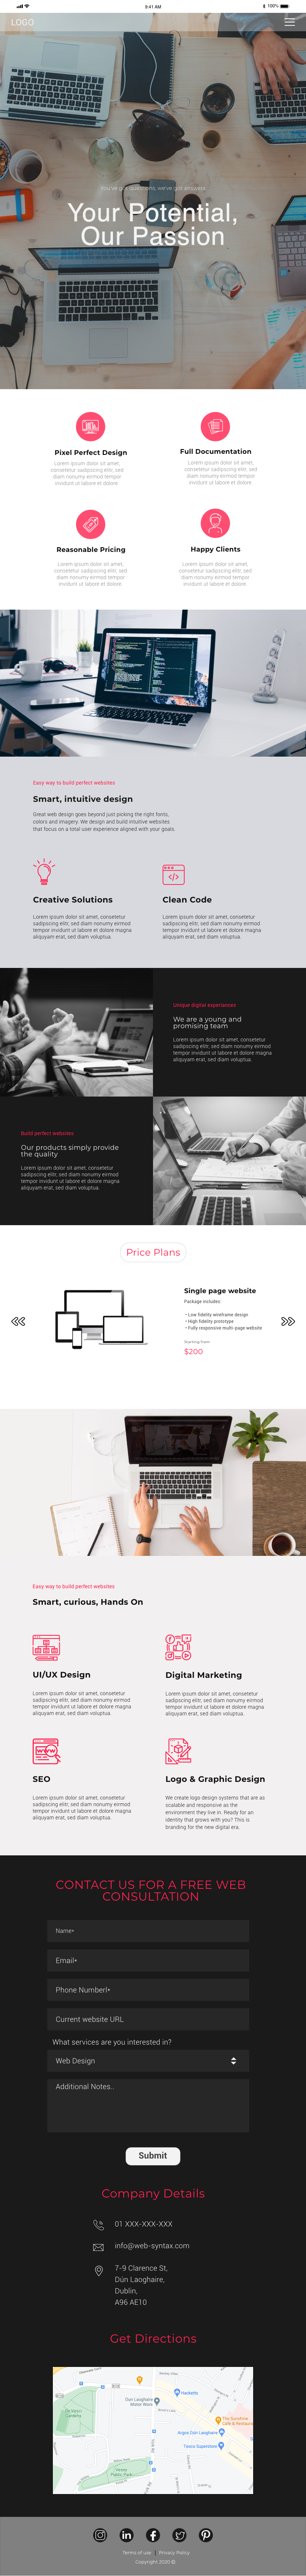 9:41 AM
100%
LOGO
You've got questions, we've got answers
Your Potential,
Our Passion
Pixel Perfect Design
Lorem ipsum dolor sit amet,
consetetur sadipscing elitr, sed
diam nonumy eirmod tempor
invidunt ut labore et dolore
Full Documentation
Lorem ipsum dolor sit amet,
consetetur sadipscing elitr, sed
diam nonumy eirmod tempor
invidunt ut labore et dolore
Reasonable Pricing
Lorem ipsum dolor sit amet,
consetetur sadipscing elitr, sed
diam nonumy eirmod tempor
invidunt ut labore et dolore
Happy Clients
Lorem ipsum dolor sit amet,
consetetur sadipscing elitr, sed
diam nonumy eirmod tempor
invidunt ut labore et dolore
Easy way to build perfect websites
Smart, intuitive design
Great web design goes beyond just picking the right fonts,
colors and imagery. We design and build intuitive websites
that focus on a total user experience aligned with your goals.
Creative Solutions
Lorem ipsum dolor sit amet, consetetur
sadipscing elitr, sed diam nonumy eirmod
tempor invidunt ut labore et dolore magna
aliquyam erat, sed diam voluptua.
Clean Code
Lorem ipsum dolor sit amet, consetetur
sadipscing elitr, sed diam nonumy eirmod
tempor invidunt ut labore et dolore magna
aliquyam erat, sed diam voluptua.
Unique digital experiences
We are a young and
promising team
Lorem ipsum dolor sit amet, consetetur
sadipscing elitr, sed diam nonumy eirmod
tempor invidunt ut labore et dolore magna
aliquyam erat, sed diam voluptua.
Build perfect websites
Our products simply provide
the quality
Lorem ipsum dolor sit amet, consetetur
sadipscing elitr, sed diam nonumy eirmod
tempor invidunt ut labore et dolore magna
aliquyam erat, sed diam voluptua.
Price Plans
Single page website
Package includes:
• Low fidelity wireframe design
• High fidelity prototype
• Fully responsive multi-page website
Starting from:
$200
Easy way to build perfect websites
Smart, curious, Hands On
UI/UX Design
Lorem ipsum dolor sit amet, consetetur
sadipscing elitr, sed diam nonumy eirmod
tempor invidunt ut labore et dolore magna
aliquyam erat, sed diam voluptua.
Digital Marketing
Lorem ipsum dolor sit amet, consetetur
sadipscing elitr, sed diam nonumy eirmod
tempor invidunt ut labore et dolore magna
aliquyam erat, sed diam voluptua.
WWW
SEO
Lorem ipsum dolor sit amet, consetetur
sadipscing elitr, sed diam nonumy eirmod
tempor invidunt ut labore et dolore magna
aliquyam erat, sed diam voluptua.
Logo & Graphic Design
We create logo design systems that are as
scalable and responsive as the
environment they live in. Ready for an
identity that grows with you. This is
branding for the new digital era.
CONTACT US FOR A FREE WEB
CONSULTATION
Name*
Email*
Phone Number!*
Current website URL
What services are you interested in?
Web Design
Additional Notes..
Submit
Company Details
01 XXX-XXX-XXX
info@web-syntax.com
7-9 Clarence St,
Dún Laoghaire,
Dublin,
A96 AE10
Get Directions
Hacketts
Dun Laoghaire
Motor Works
The Sunshine
Cafe & Restaurant
Argos Dun Laoghaire
Tesco Superstore
Vesey
Public Park
Terms of use | Privacy Policy
Copyright 2020 ©